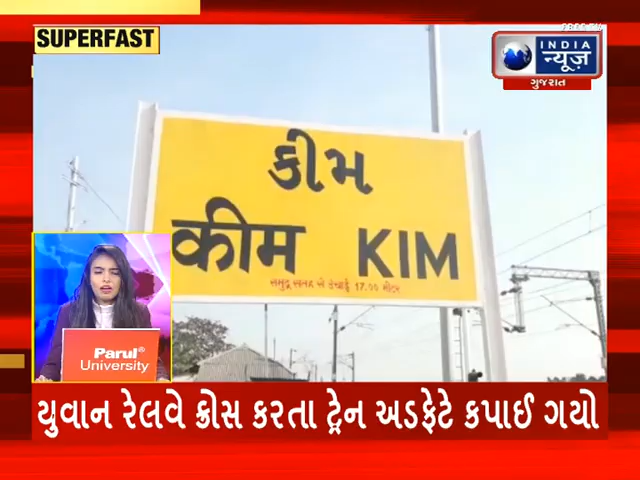 SUPERFAST
INDIA
न्यूज़
ગુજરાત
કીમ
कीम KIM
Parul®
University
યુવાન રેલવે ક્રોસ કરતા ટ્રેન અડફેટે કપાઈ ગયો